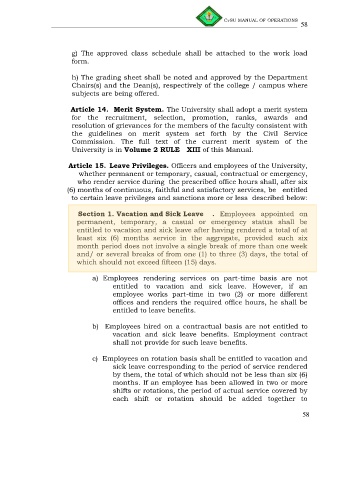 CvSU MANUAL OF OPERATIONS
58
g) The approved class schedule shall be attached to the work load
form.
h) The grading sheet shall be noted and approved by the Department
Chairs(s) and the Dean(s), respectively of the college / campus where
subjects are being offered.
Article 14. Merit System. The University shall adopt a merit system
for the recruitment, selection, promotion, ranks, awards and
resolution of grievances for the members of the faculty consistent with
the guidelines on merit system set forth by the Civil Service
Commission. The full text of the current merit system of the
University is in Volume 2 RULE XIII of this Manual.
Article 15. Leave Privileges. Officers and employees of the University,
whether permanent or temporary, casual, contractual or emergency,
who render service during the prescribed office hours shall, after six
(6) months of continuous, faithful and satisfactory services, be entitled
to certain leave privileges and sanctions more or less described below:
Section 1. Vacation and Sick Leave . Employees appointed on
permanent, temporary, a casual or emergency status shall be
entitled to vacation and sick leave after having rendered a total of at
least six (6) months service in the aggregate, provided such six
month period does not involve a single break of more than one week
and/ or several breaks of from one (1) to three (3) days, the total of
which should not exceed fifteen (15) days.
a) Employees rendering services on part-time basis are not
entitled to vacation and sick leave. However, if an
employee works part-time in two (2) or more different
offices and renders the required office hours, he shall be
entitled to leave benefits.
b) Employees hired on a contractual basis are not entitled to
vacation and sick leave benefits. Employment contract
shall not provide for such leave benefits.
c) Employees on rotation basis shall be entitled to vacation and
sick leave corresponding to the period of service rendered
by them, the total of which should not be less than six (6)
months. If an employee has been allowed in two or more
shifts or rotations, the period of actual service covered by
each shift or rotation should be added together to
58